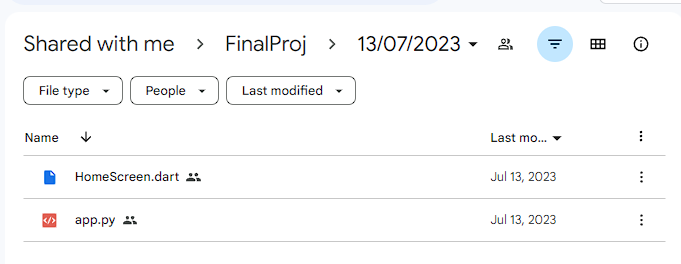 Shared with me > FinalProj > 13/07/2023
File type People Last modified
Name Last mo...
HomeScreen.dart Jul 13, 2023
app.py Jul 13, 2023